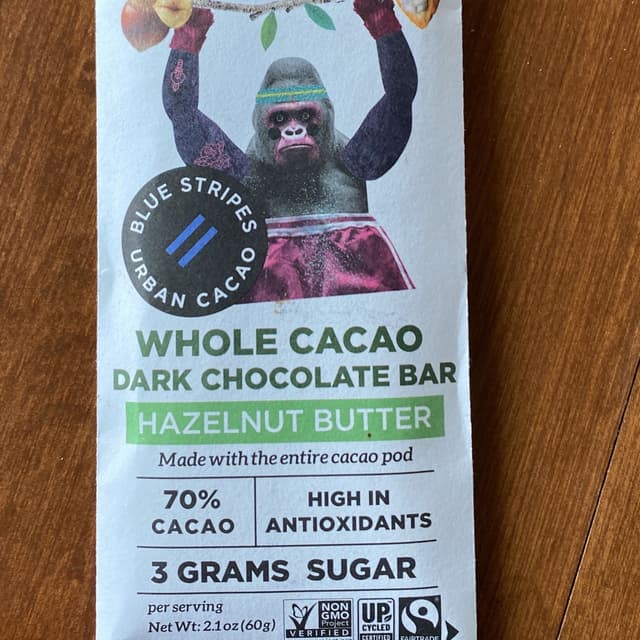 BLUE STRIPES
URBAN CACAO
WHOLE CACAO
DARK CHOCOLATE BAR
HAZELNUT BUTTER
Made with the entire cacao pod
70%
CACAO
HIGH IN
ANTIOXIDANTS
3 GRAMS SUGAR
per serving
Net Wt: 2.1 oz (60g)
NON
GMO
Project
VERIFIED
UP
CYCLED
CERTIFIED
FAIRTRADE